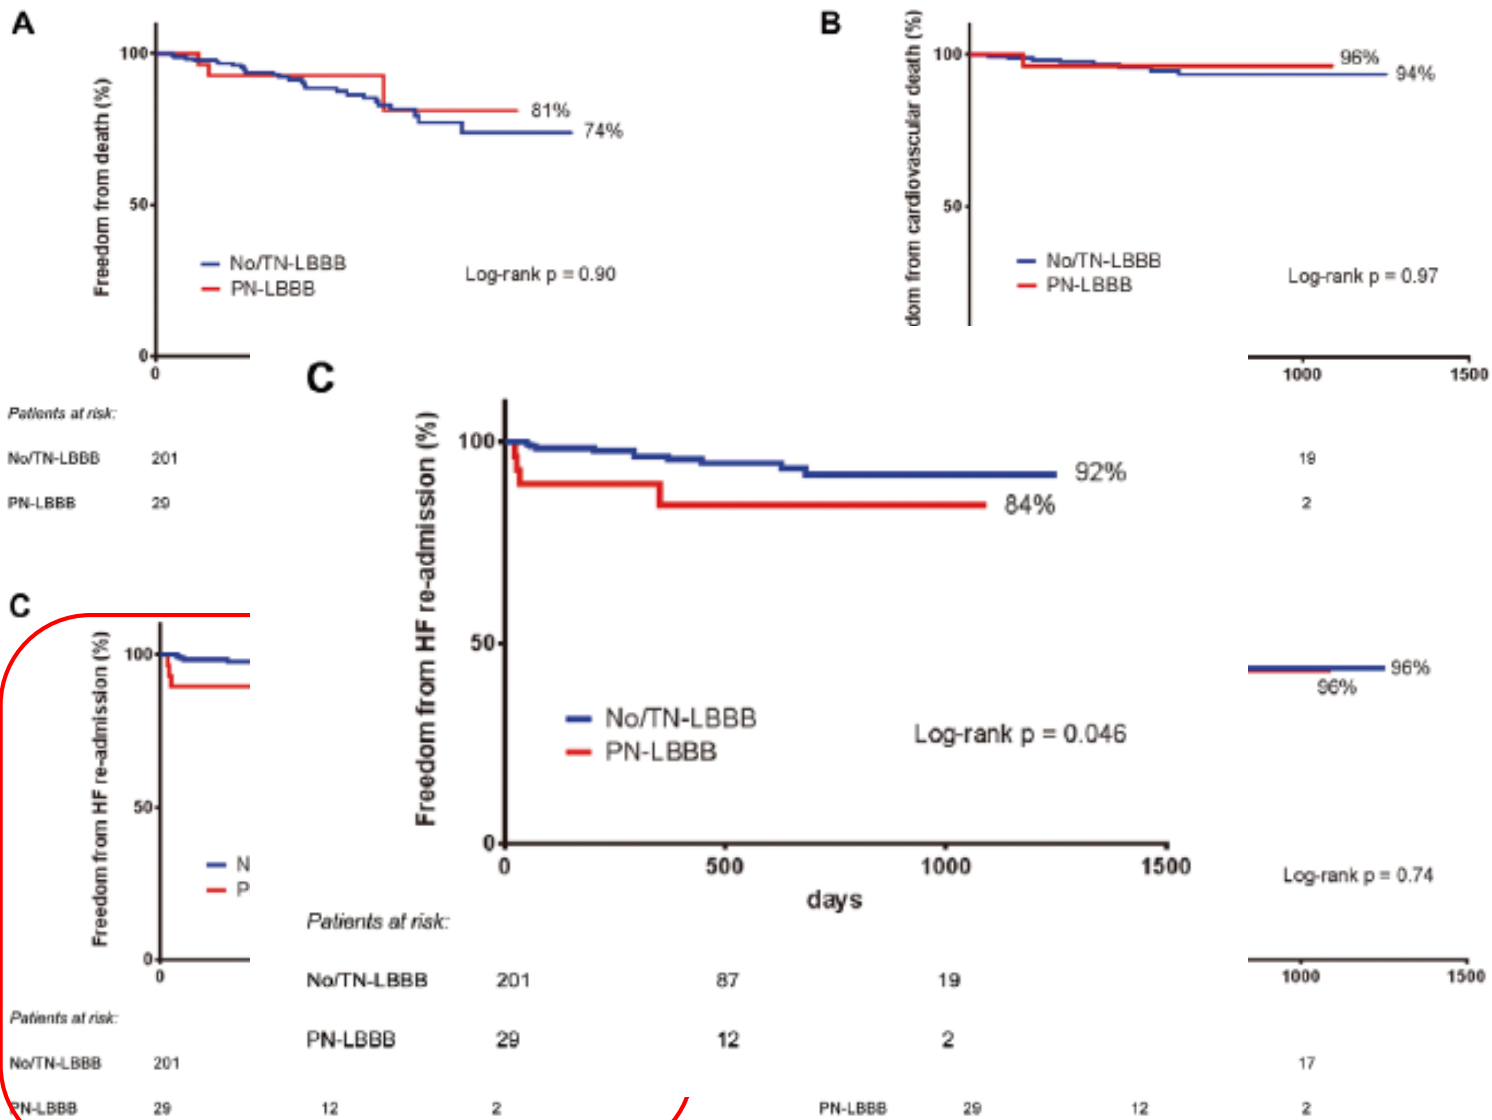 A
Freedom from death (%)
100
50
0
0
81%
74%
No/TN-LBBB
PN-LBBB
Log-rank p = 0.90
Patients at risk:
No/TN-LBBB 201
PN-LBBB 29
B
dom from cardiovascular death (%)
100
50
96%
94%
No/TN-LBBB
PN-LBBB
Log-rank p = 0.97
1000 1500
19
2
C
Freedom from HF re-admission (%)
100
50
0
0
N
P
Patients at risk:
No/TN-LBBB 201
PN-LBBB 29 12 2
C
Freedom from HF re-admission (%)
100
50
0
92%
84%
No/TN-LBBB
PN-LBBB
Log-rank p = 0.046
0 500 1000 1500
days
Patients at risk:
No/TN-LBBB 201 87 19
PN-LBBB 29 12 2
96%
96%
Log-rank p = 0.74
1000 1500
17
PN-LBBB 29 12 2